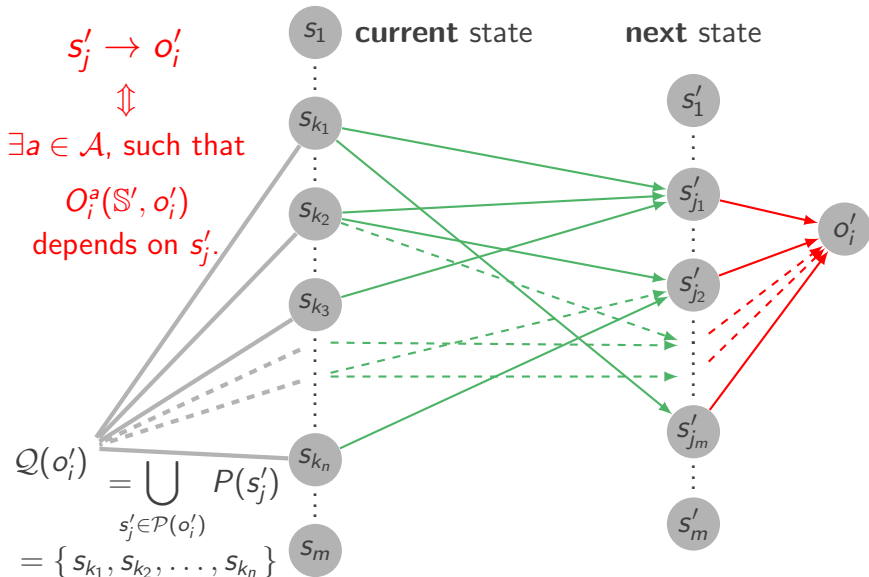 s′_j → o′_i
⇕
∃a ∈ 𝒜, such that
O_i^a(𝕊′, o′_i)
depends on s′_j.
current state
next state
s_1
s_{k_1}
s_{k_2}
s_{k_3}
s_{k_n}
s_m
s′_1
s′_{j_1}
s′_{j_2}
s′_{j_m}
s′_m
o′_i
𝒬(o′_i)
= ⋃ P(s′_j)
s′_j∈𝒫(o′_i)
= {s_{k_1}, s_{k_2}, . . . , s_{k_n}}